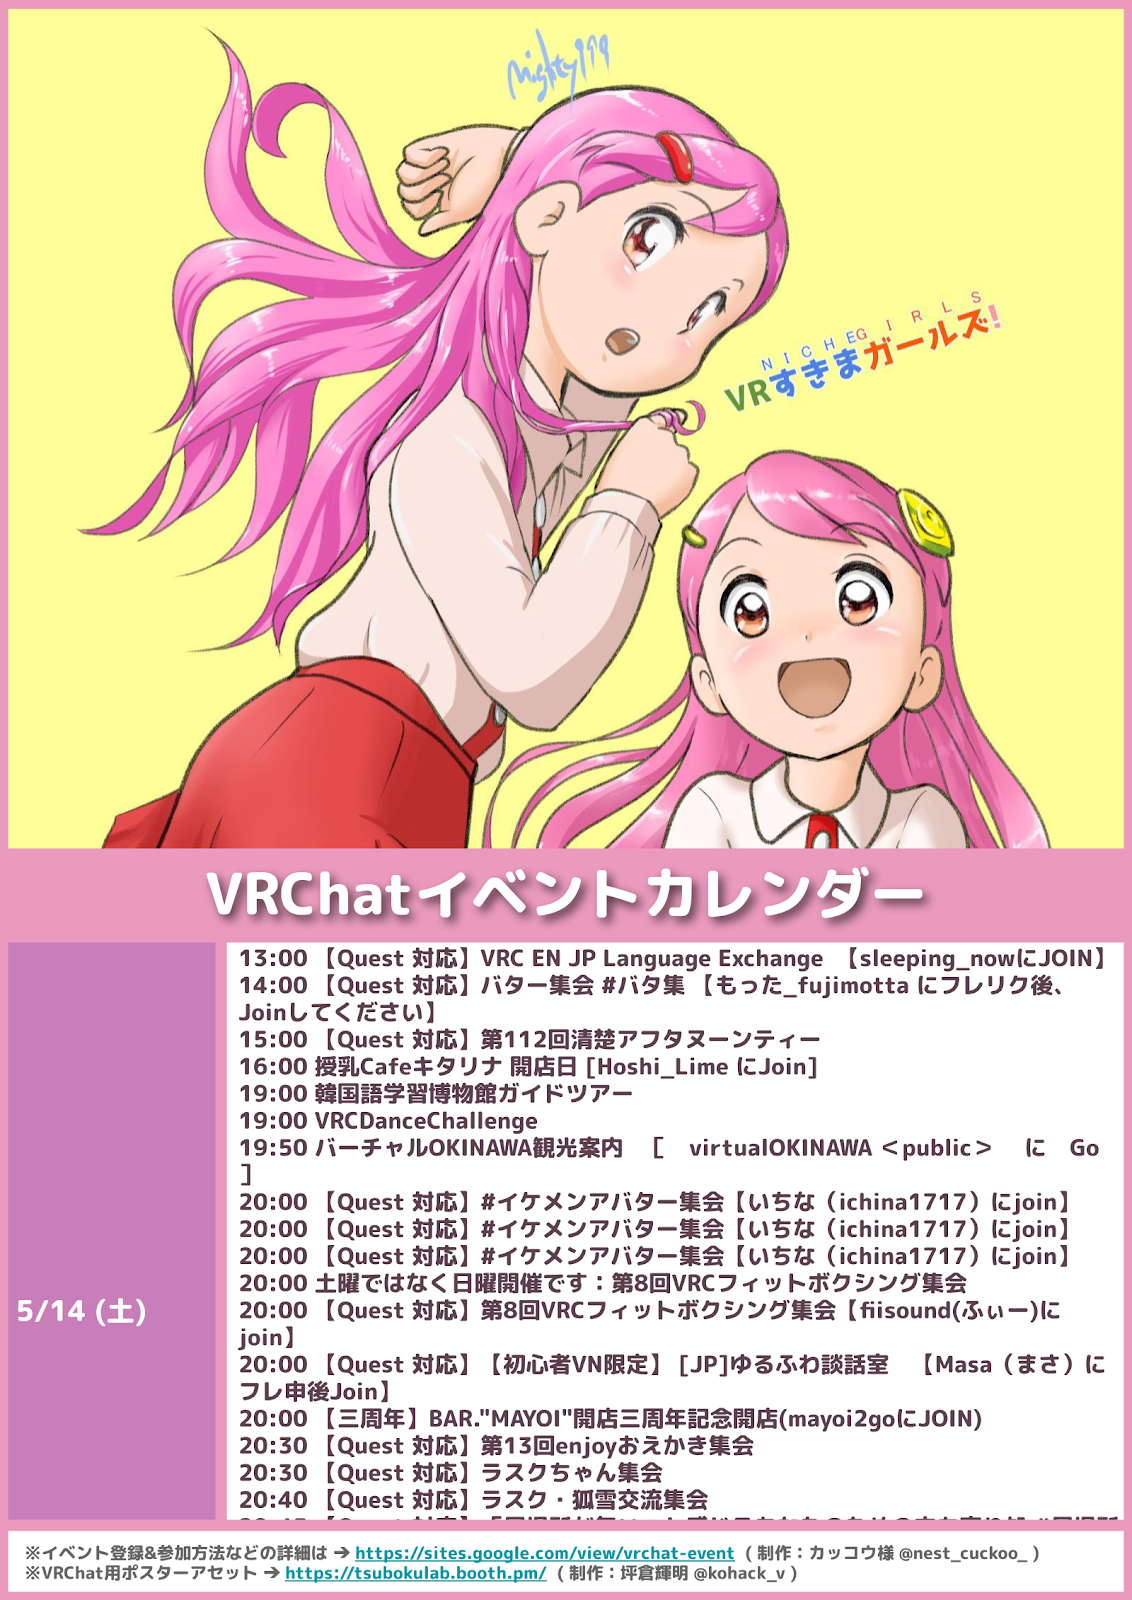 mighty199
NICHE GIRLS
VRすきまガールズ!
VRChatイベントカレンダー
5/14 (土)
13:00 【Quest 対応】VRC EN JP Language Exchange 【sleeping_nowにJOIN】
14:00 【Quest 対応】バター集会 #バタ集 【もった_fujimotta にフレリク後、
Joinしてください】
15:00 【Quest 対応】第112回清楚アフタヌーンティー
16:00 授乳Cafeキタリナ 開店日 [Hoshi_Lime にJoin]
19:00 韓国語学習博物館ガイドツアー
19:00 VRCDanceChallenge
19:50 バーチャルOKINAWA観光案内　[　virtualOKINAWA ＜public＞　に　Go
]
20:00 【Quest 対応】#イケメンアバター集会【いちな（ichina1717）にjoin】
20:00 【Quest 対応】#イケメンアバター集会【いちな（ichina1717）にjoin】
20:00 【Quest 対応】#イケメンアバター集会【いちな（ichina1717）にjoin】
20:00 土曜ではなく日曜開催です：第8回VRCフィットボクシング集会
20:00 【Quest 対応】第8回VRCフィットボクシング集会【fiisound(ふぃー)に
join】
20:00 【Quest 対応】【初心者VN限定】 [JP]ゆるふわ談話室　【Masa（まさ）に
フレ申後Join】
20:00 【三周年】BAR."MAYOI"開店三周年記念開店(mayoi2goにJOIN)
20:30 【Quest 対応】第13回enjoyおえかき集会
20:30 【Quest 対応】ラスクちゃん集会
20:40 【Quest 対応】ラスク・狐雪交流集会
※イベント登録&参加方法などの詳細は ➔ https://sites.google.com/view/vrchat-event （制作：カッコウ様 @nest_cuckoo_ ）
※VRChat用ポスターアセット ➔ https://tsubokulab.booth.pm/ （制作：坪倉輝明 @kohack_v ）